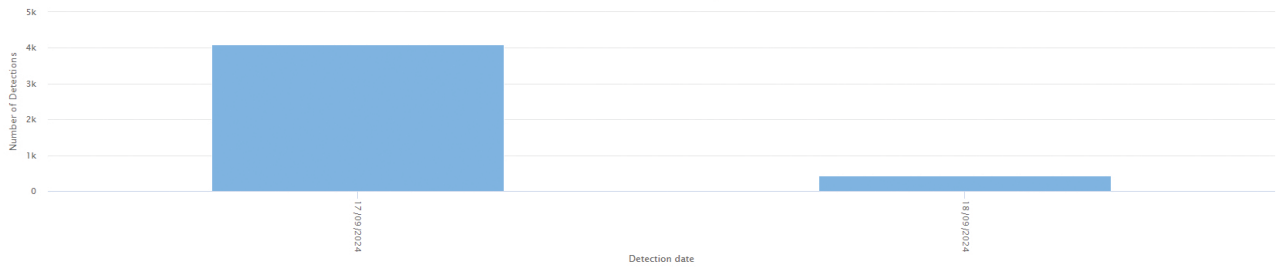 5k
4k
3k
2k
1k
0
Number of Detections
17/09/2024
18/09/2024
Detection date